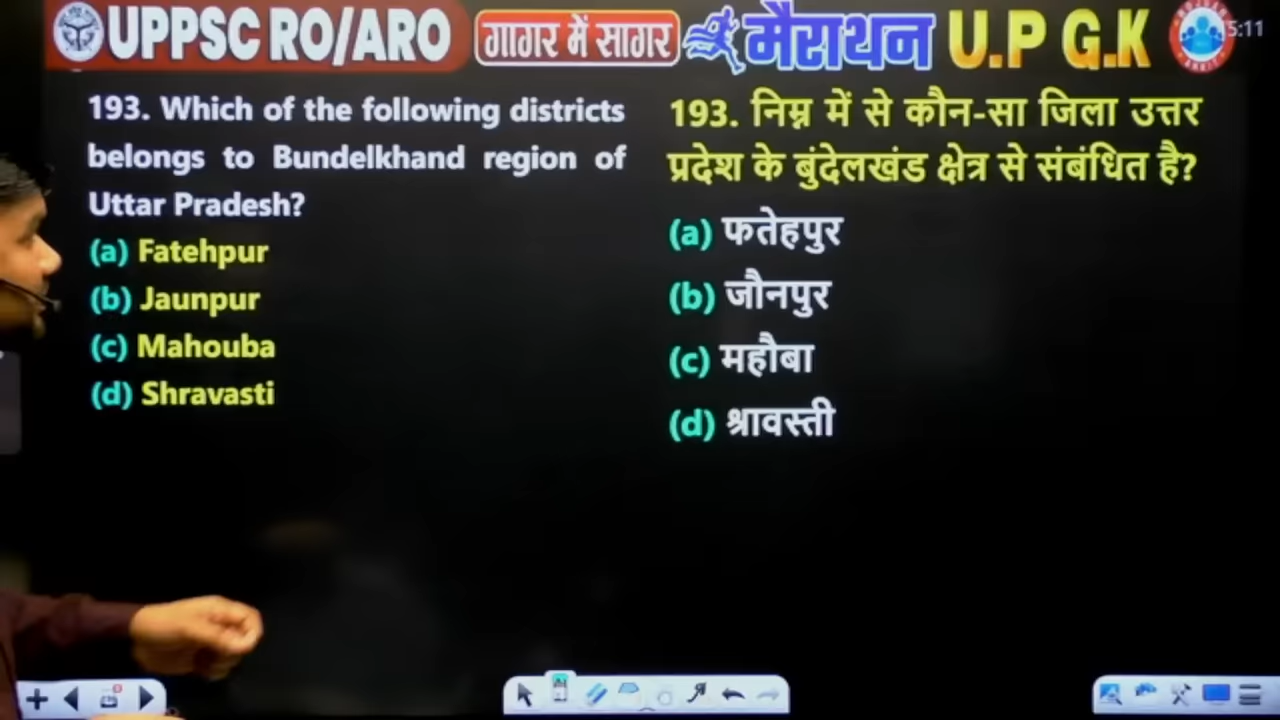 UPPSC RO/ARO गागर में सागर मैराथन U.P G.K
5:11
193. Which of the following districts
belongs to Bundelkhand region of
Uttar Pradesh?
(a) Fatehpur
(b) Jaunpur
(c) Mahouba
(d) Shravasti
193. निम्न में से कौन-सा जिला उत्तर
प्रदेश के बुंदेलखंड क्षेत्र से संबंधित है?
(a) फतेहपुर
(b) जौनपुर
(c) महौबा
(d) श्रावस्ती